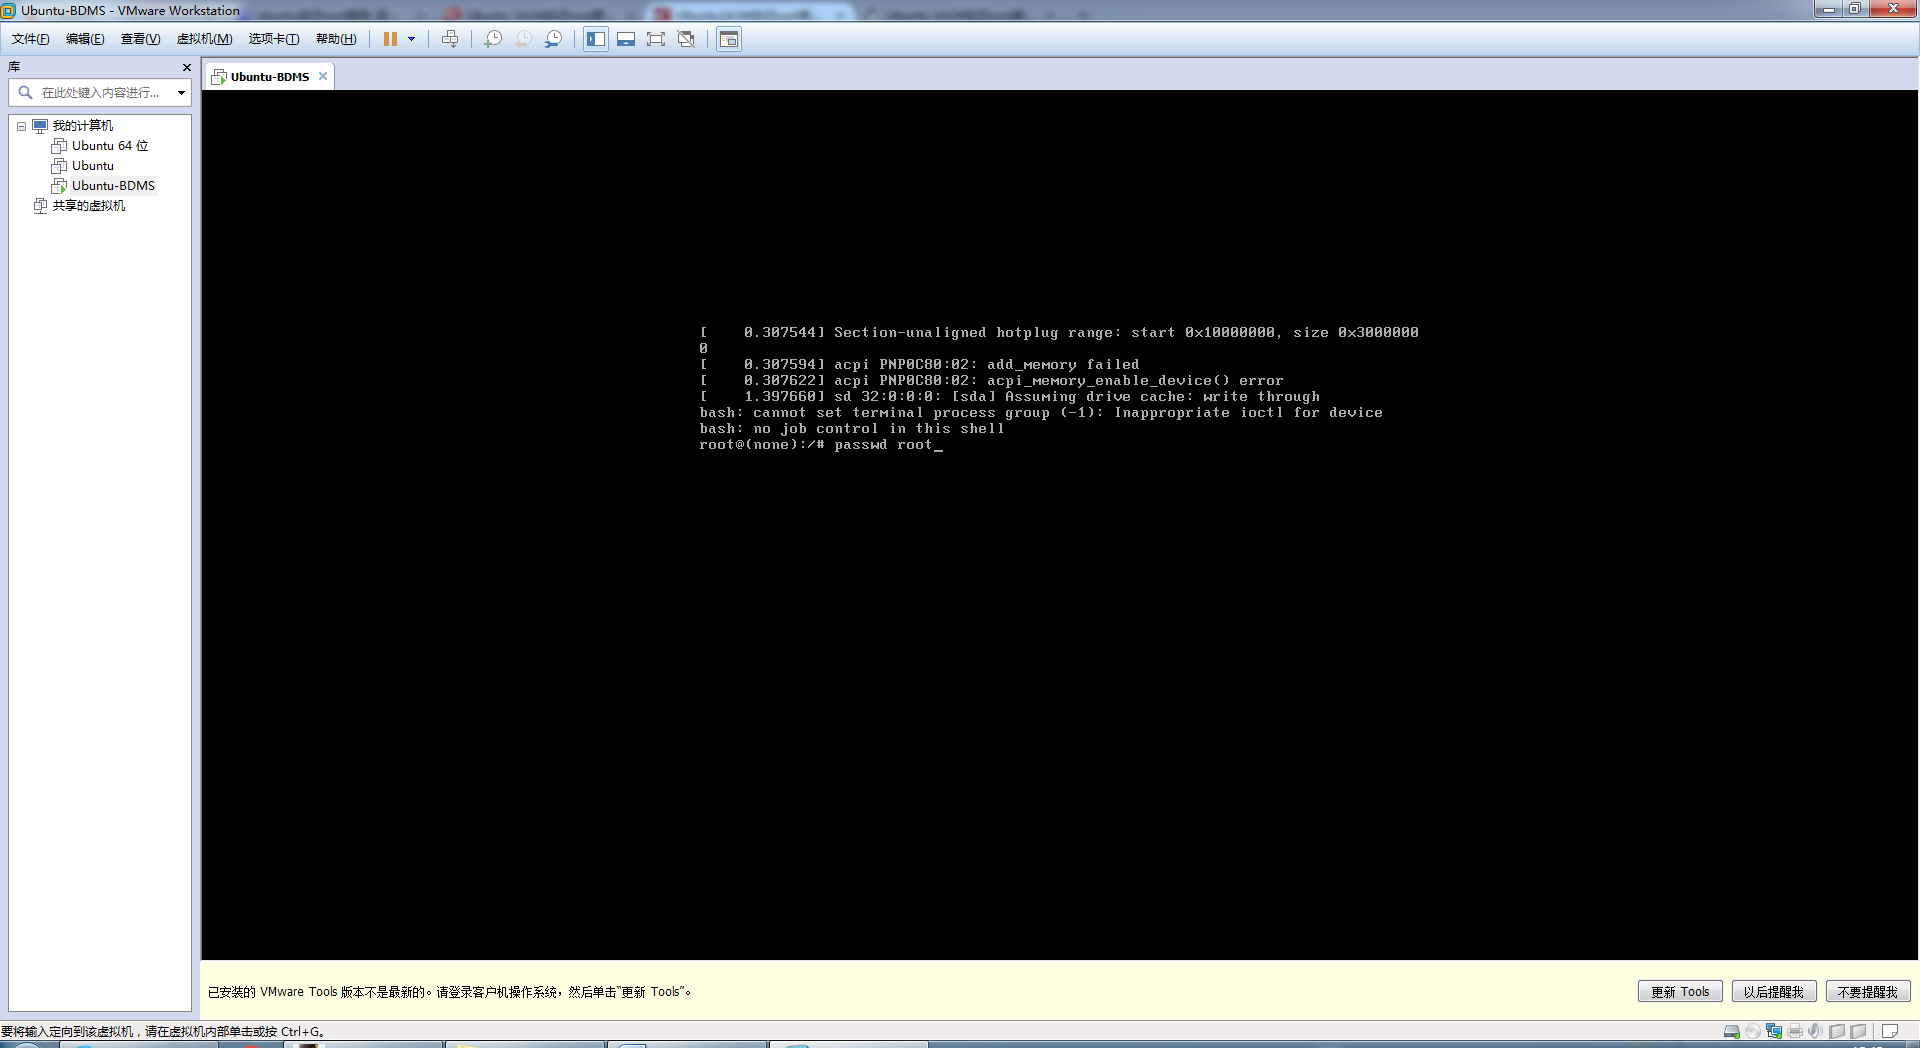 Ubuntu-BDMS - VMware Workstation
文件(F) 编辑(E) 查看(V) 虚拟机(M) 选项卡(T) 帮助(H)
库
Ubuntu-BDMS
在此处键入内容进行...
我的计算机
Ubuntu 64 位
Ubuntu
Ubuntu-BDMS
共享的虚拟机
[    0.307544] Section-unaligned hotplug range: start 0x10000000, size 0x3000000
0
[    0.307594] acpi PNP0C80:02: add_memory failed
[    0.307622] acpi PNP0C80:02: acpi_memory_enable_device() error
[    1.397660] sd 32:0:0:0: [sda] Assuming drive cache: write through
bash: cannot set terminal process group (-1): Inappropriate ioctl for device
bash: no job control in this shell
root@(none):/# passwd root_
已安装的 VMware Tools 版本不是最新的。请登录客户机操作系统，然后单击“更新 Tools”。
更新 Tools 以后提醒我 不要提醒我
要将输入定向到该虚拟机，请在虚拟机内部单击或按 Ctrl+G。